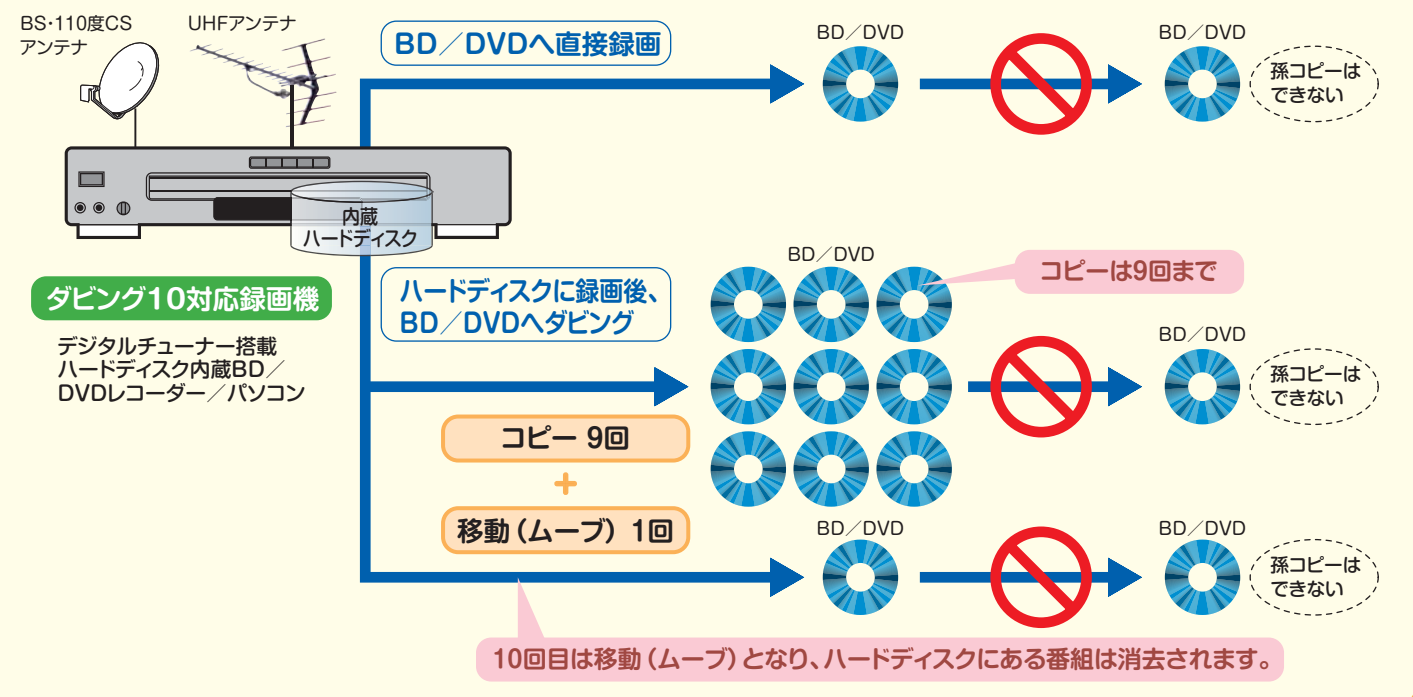 BS・110度CS
アンテナ
UHFアンテナ
BD／DVDへ直接録画
BD／DVD
BD／DVD
孫コピーは
できない
内蔵
ハードディスク
ダビング10対応録画機
デジタルチューナー搭載
ハードディスク内蔵BD／
DVDレコーダー／パソコン
ハードディスクに録画後、
BD／DVDへダビング
BD／DVD
コピーは9回まで
BD／DVD
孫コピーは
できない
コピー 9回
+
移動（ムーブ） 1回
BD／DVD
BD／DVD
孫コピーは
できない
10回目は移動（ムーブ）となり、ハードディスクにある番組は消去されます。